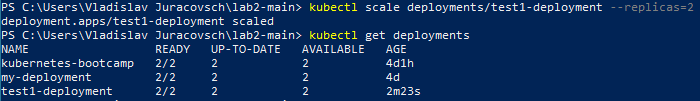 PS C:\Users\Vladislav Juracovsch\lab2-main> kubectl scale deployments/test1-deployment --replicas=2
deployment.apps/test1-deployment scaled
PS C:\Users\Vladislav Juracovsch\lab2-main> kubectl get deployments
NAME READY UP-TO-DATE AVAILABLE AGE
kubernetes-bootcamp 2/2 2 2 4d1h
my-deployment 2/2 2 2 4d
test1-deployment 2/2 2 2 2m23s